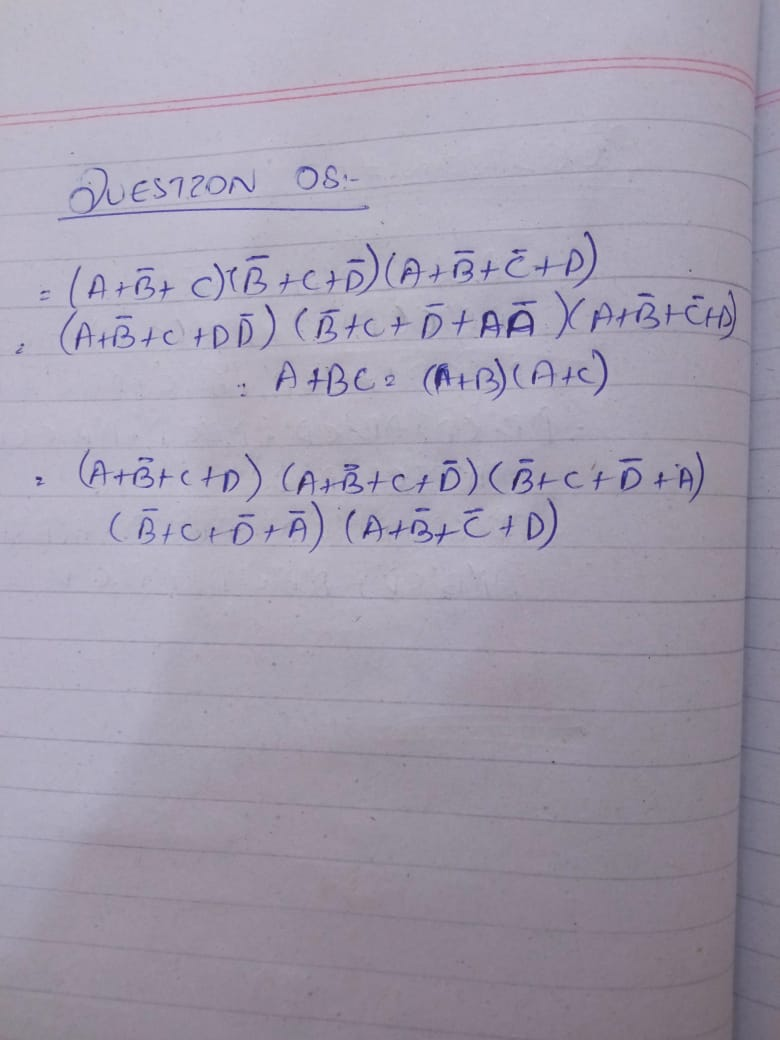 QUESTION 08:-
= (A+B̄+ C)(B̄+C+D̄)(A+B̄+C̄+D)
= (A+B̄+C+DD̄) (B̄+C+D̄+AĀ)(A+B̄+C̄+D)
∵ A+BC = (A+B)(A+C)
= (A+B̄+C+D) (A+B̄+C+D̄)(B̄+C+D̄+A)
(B̄+C+D̄+Ā) (A+B̄+C̄+D)